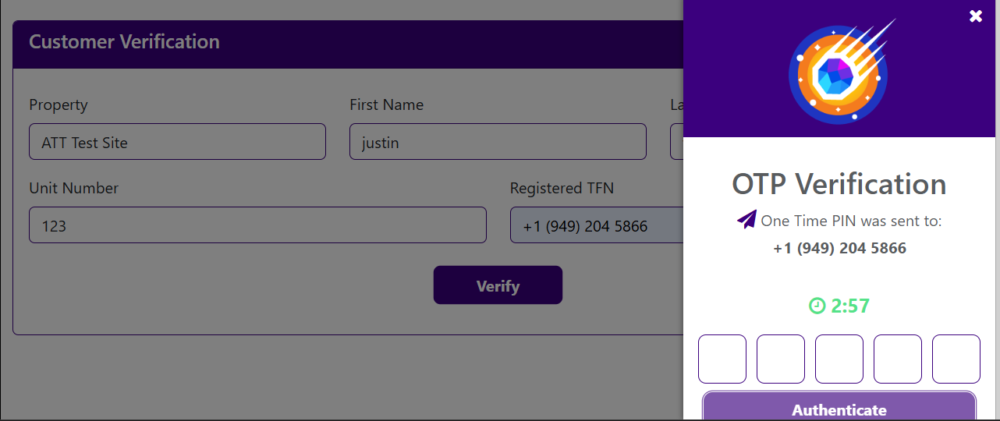 Customer Verification
Property
First Name
La
ATT Test Site
justin
Unit Number
Registered TFN
123
+1 (949) 204 5866
Verify
OTP Verification
One Time PIN was sent to:
+1 (949) 204 5866
2:57
Authenticate